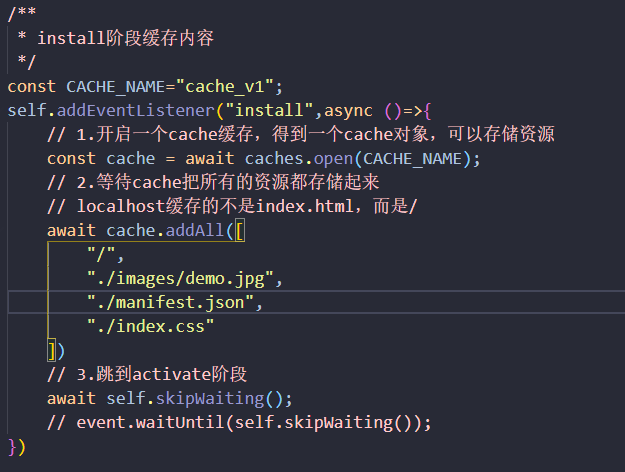 /**
 * install阶段缓存内容
 */
const CACHE_NAME="cache_v1";
self.addEventListener("install",async ()=>{
    // 1.开启一个cache缓存，得到一个cache对象，可以存储资源
    const cache = await caches.open(CACHE_NAME);
    // 2.等待cache把所有的资源都存储起来
    // localhost缓存的不是index.html，而是/
    await cache.addAll([
        "/",
        "./images/demo.jpg",
        "./manifest.json",
        "./index.css"
    ])
    // 3.跳到activate阶段
    await self.skipWaiting();
    // event.waitUntil(self.skipWaiting());
})